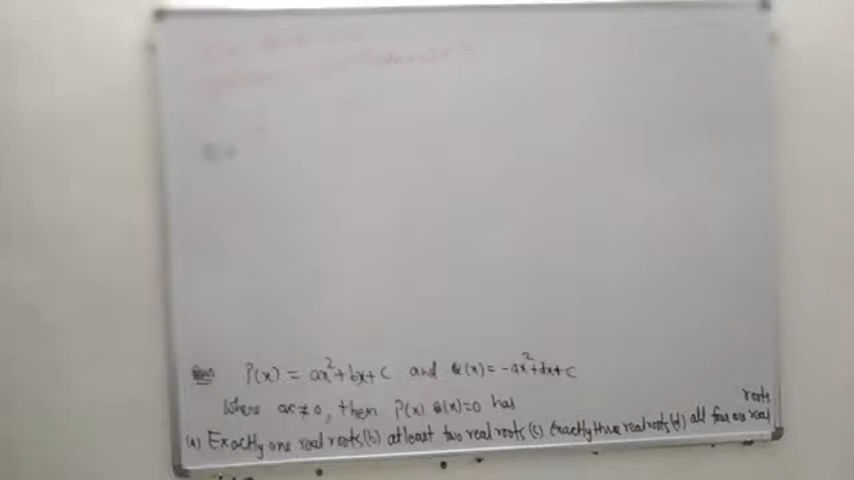 P(x) = ax²+bx+c and Q(x)= -ax²+dx+c
Where ac≠0, then P(x) Q(x)=0 has
(a) Exactly one real roots (b) atleast two real roots (c) Exactly three real roots (d) all four are real roots